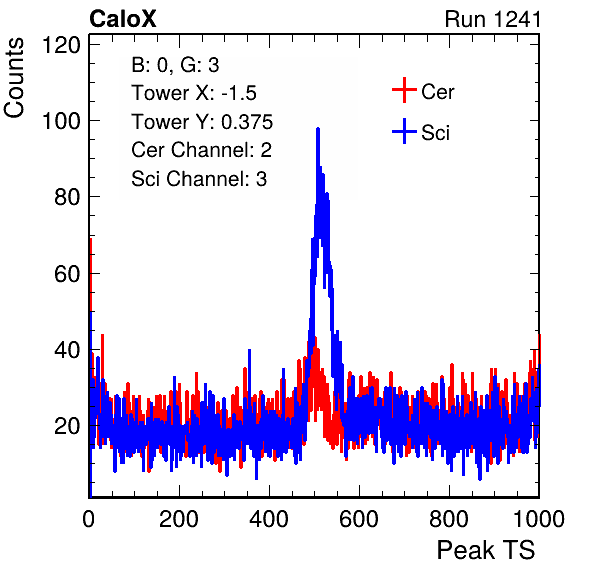 CaloX Run 1241
Counts
120
100
80
60
40
20
B: 0, G: 3
Tower X: -1.5
Tower Y: 0.375
Cer Channel: 2
Sci Channel: 3
Cer
Sci
0 200 400 600 800 1000
Peak TS